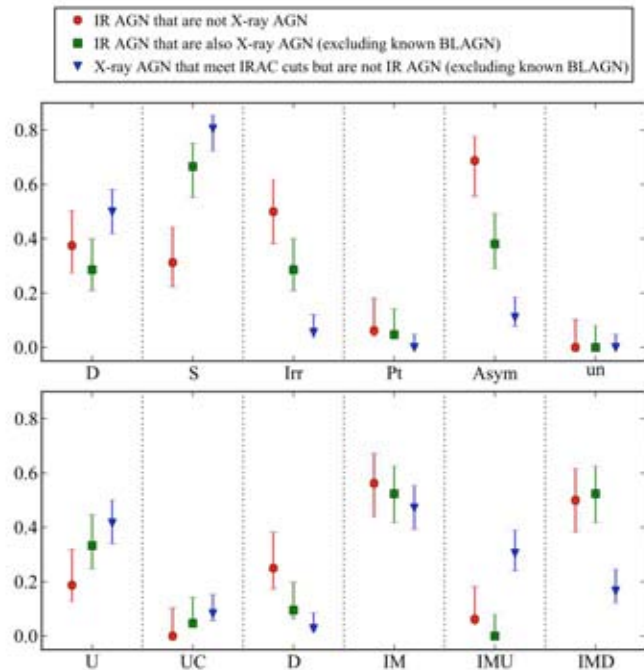 IR AGN that are not X-ray AGN
IR AGN that are also X-ray AGN (excluding known BLAGN)
X-ray AGN that meet IRAC cuts but are not IR AGN (excluding known BLAGN)
0.8
0.6
0.4
0.2
0.0
D S Irr Pt Asym un
0.8
0.6
0.4
0.2
0.0
U UC D IM IMU IMD